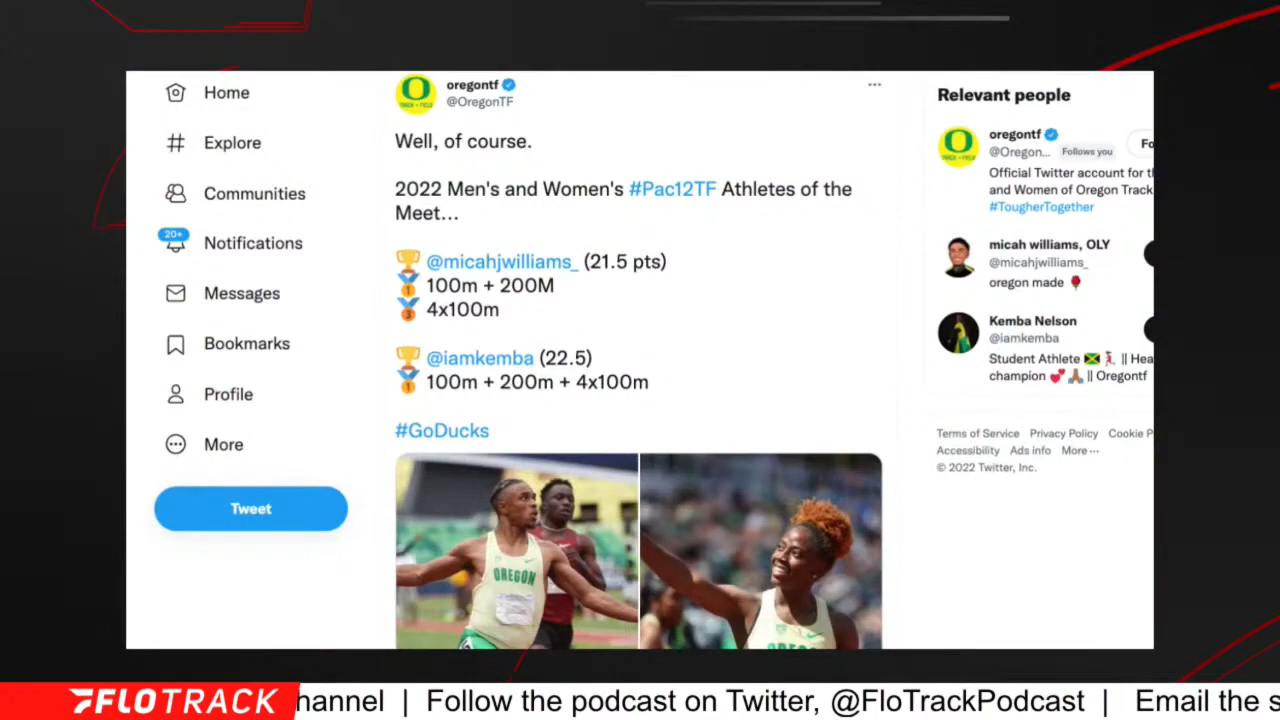 Home
Explore
Communities
20+
Notifications
Messages
Bookmarks
Profile
More
Tweet
oregontf
@OregonTF
Well, of course.
2022 Men's and Women's #Pac12TF Athletes of the
Meet...
@micahjwilliams_ (21.5 pts)
100m + 200M
4x100m
@iamkemba (22.5)
100m + 200m + 4x100m
#GoDucks
OREGON
Relevant people
oregontf
@Oregon... Follows you
Fo
Official Twitter account for t
and Women of Oregon Track
#TougherTogether
micah williams, OLY
@micahjwilliams_
oregon made
Kemba Nelson
@iamkemba
Student Athlete 🇯🇲 || Hea
champion || Oregontf
Terms of Service Privacy Policy Cookie P
Accessibility Ads info More
© 2022 Twitter, Inc.
FLOTRACK
hannel | Follow the podcast on Twitter, @FloTrackPodcast | Email the s